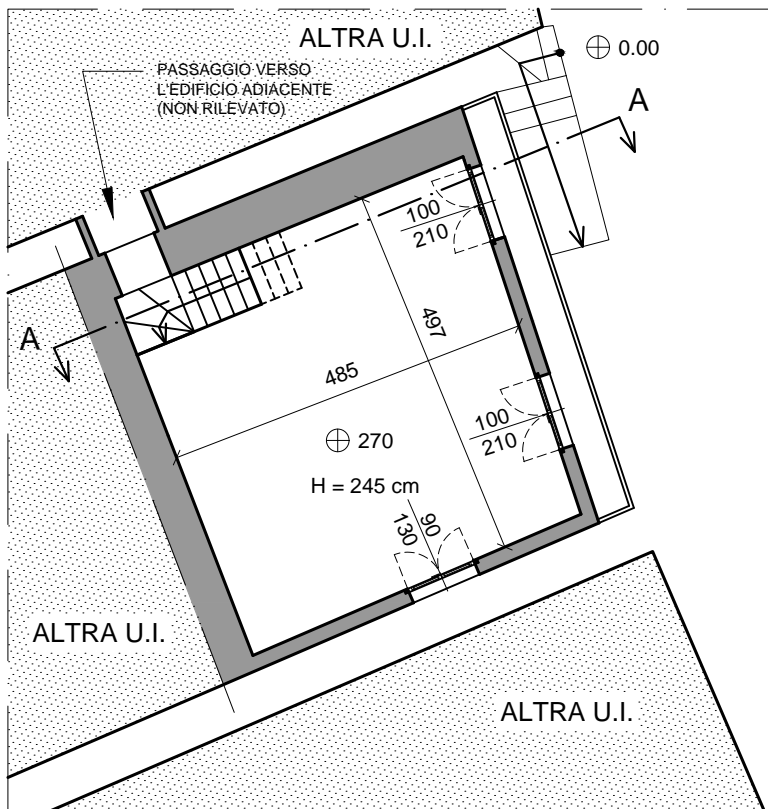 ALTRA U.I.
0.00
PASSAGGIO VERSO
L'EDIFICIO ADIACENTE
(NON RILEVATO)
A
100
210
497
A
485
100
210
270
H = 245 cm
90
130
ALTRA U.I.
ALTRA U.I.